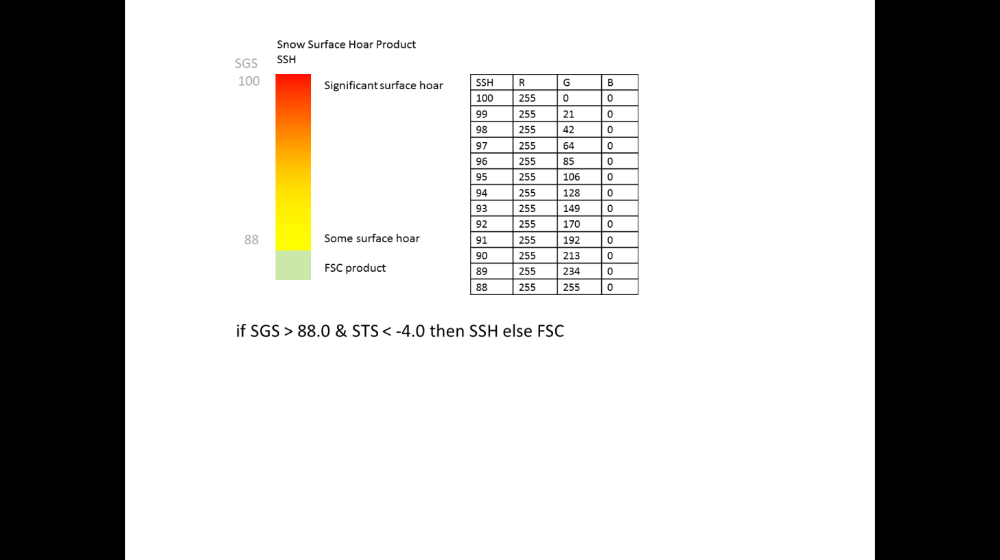 Snow Surface Hoar Product
SSH
SGS
100
Significant surface hoar
88
Some surface hoar
FSC product
SSH R G B
100 255 0 0
99 255 21 0
98 255 42 0
97 255 64 0
96 255 85 0
95 255 106 0
94 255 128 0
93 255 149 0
92 255 170 0
91 255 192 0
90 255 213 0
89 255 234 0
88 255 255 0
if SGS > 88.0 & STS < -4.0 then SSH else FSC